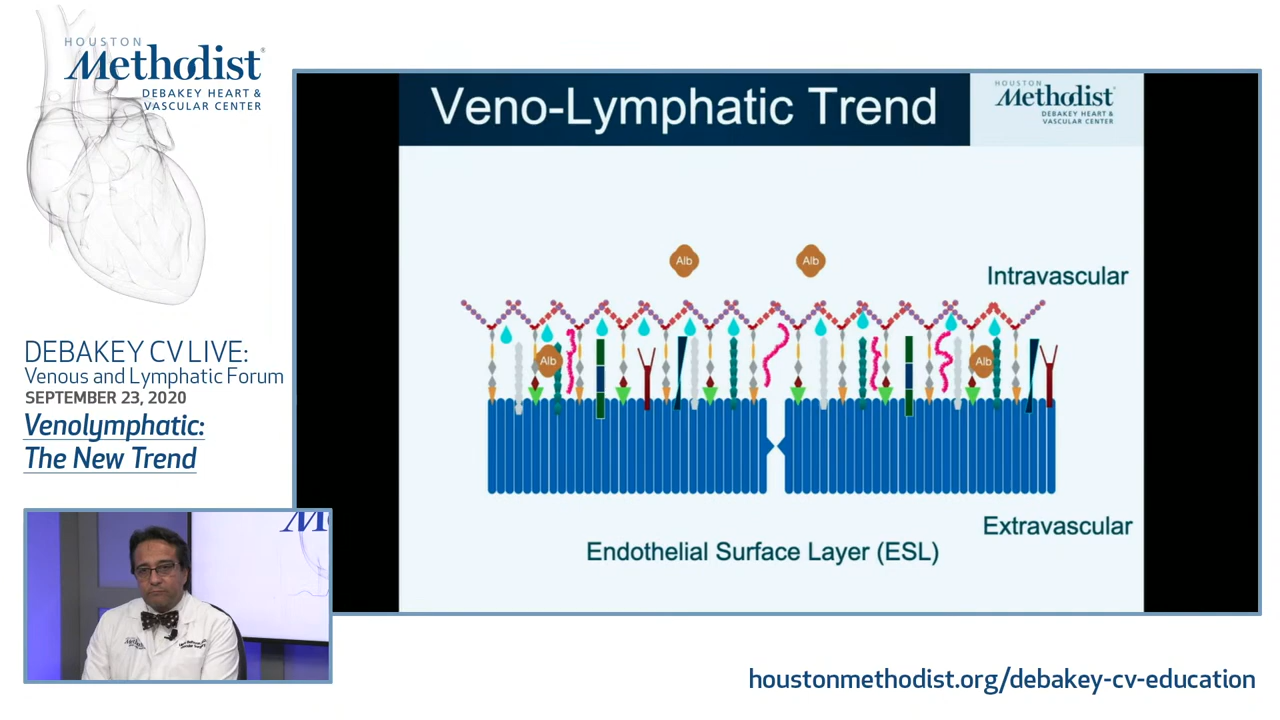 HOUSTON
Methodist®
DEBAKEY HEART &
VASCULAR CENTER
DEBAKEY CV LIVE:
Venous and Lymphatic Forum
SEPTEMBER 23, 2020
Venolymphatic:
The New Trend
Veno-Lymphatic Trend
HOUSTON
Methodist
DEBAKEY HEART &
VASCULAR CENTER
Alb
Alb
Intravascular
Alb
Alb
Extravascular
Endothelial Surface Layer (ESL)
houstonmethodist.org/debakey-cv-education